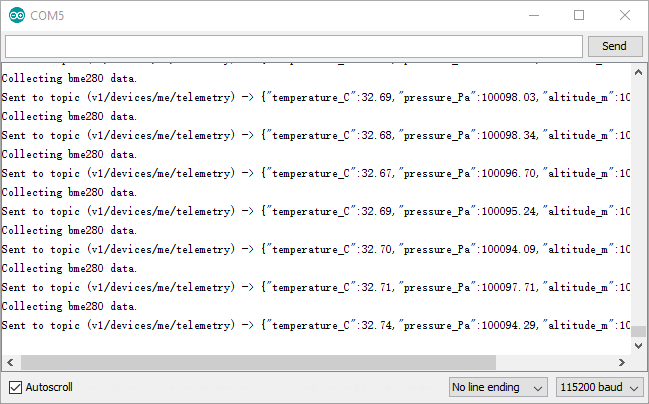 COM5
Send
Collecting bme280 data.
Sent to topic (v1/devices/me/telemetry) -> {"temperature_C":32.69,"pressure_Pa":100098.03,"altitude_m":10
Collecting bme280 data.
Sent to topic (v1/devices/me/telemetry) -> {"temperature_C":32.68,"pressure_Pa":100098.34,"altitude_m":10
Collecting bme280 data.
Sent to topic (v1/devices/me/telemetry) -> {"temperature_C":32.67,"pressure_Pa":100096.70,"altitude_m":10
Collecting bme280 data.
Sent to topic (v1/devices/me/telemetry) -> {"temperature_C":32.69,"pressure_Pa":100095.24,"altitude_m":10
Collecting bme280 data.
Sent to topic (v1/devices/me/telemetry) -> {"temperature_C":32.70,"pressure_Pa":100094.09,"altitude_m":10
Collecting bme280 data.
Sent to topic (v1/devices/me/telemetry) -> {"temperature_C":32.71,"pressure_Pa":100097.71,"altitude_m":10
Collecting bme280 data.
Sent to topic (v1/devices/me/telemetry) -> {"temperature_C":32.74,"pressure_Pa":100094.29,"altitude_m":10
Autoscroll
No line ending
115200 baud